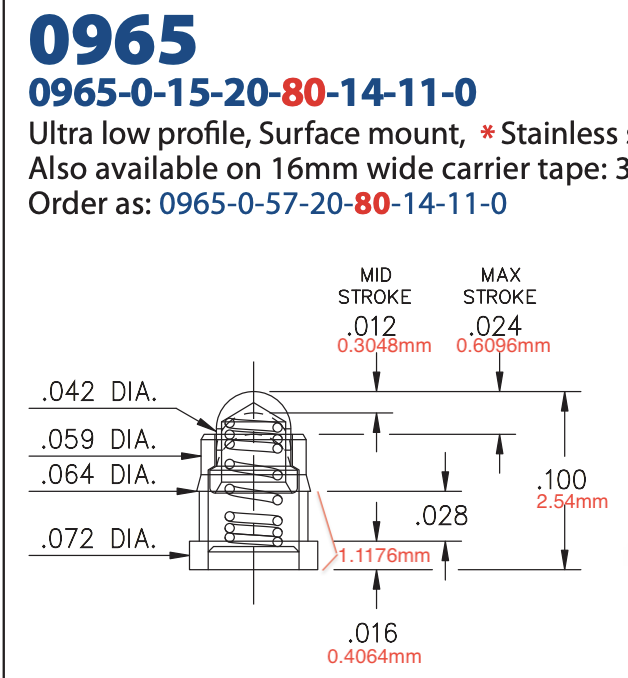 0965
0965-0-15-20-80-14-11-0
Ultra low profile, Surface mount, * Stainless
Also available on 16mm wide carrier tape: 3
Order as: 0965-0-57-20-80-14-11-0
MID STROKE
MAX STROKE
.012
.024
0.3048mm
0.6096mm
.042 DIA.
.059 DIA.
.064 DIA.
.100
2.54mm
.028
.072 DIA.
1.1176mm
.016
0.4064mm